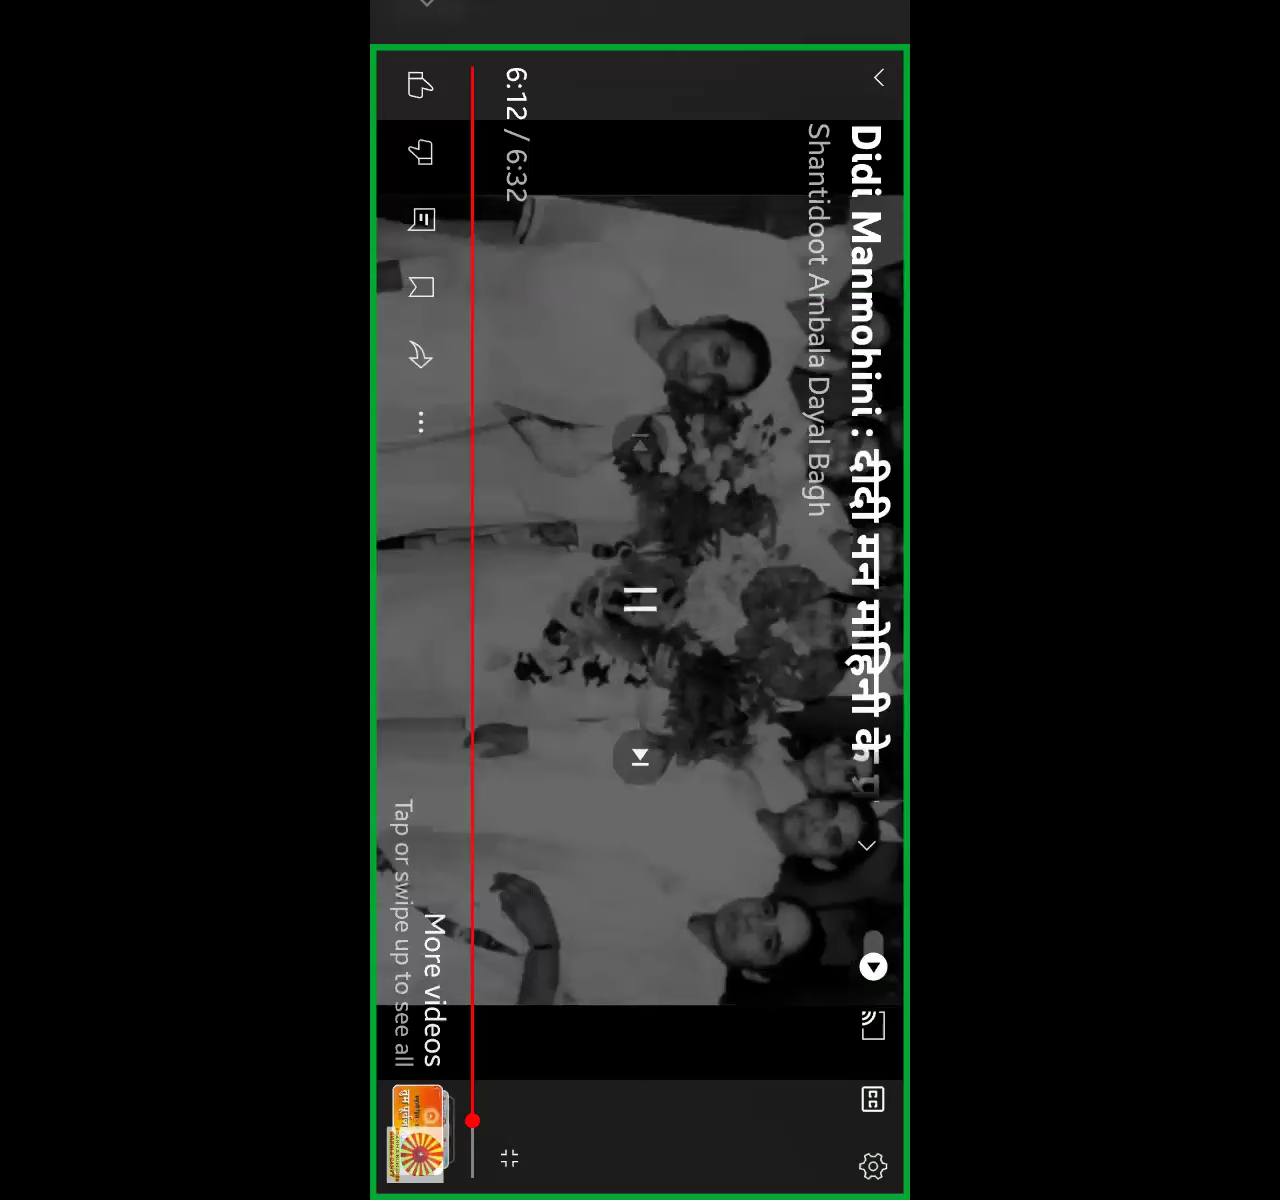 Didi Manmohini : दीदी मन मोहिनी के
Shantidoot Ambala Dayal Bagh
6:12 / 6:32
More videos
Tap or swipe up to see all